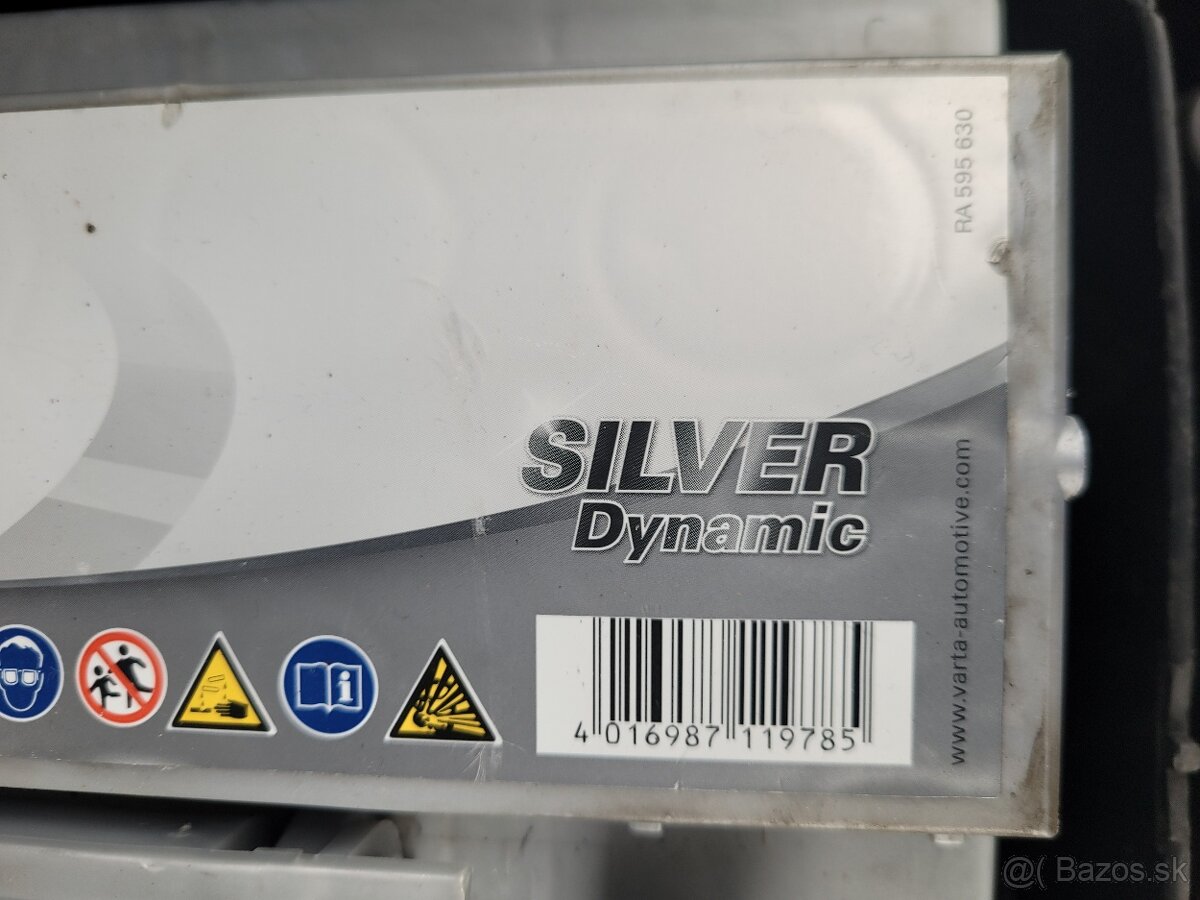 RA 595 630
SILVER
Dynamic
www.varta-automotive.com
4 016987 119785
@( Bazos.sk